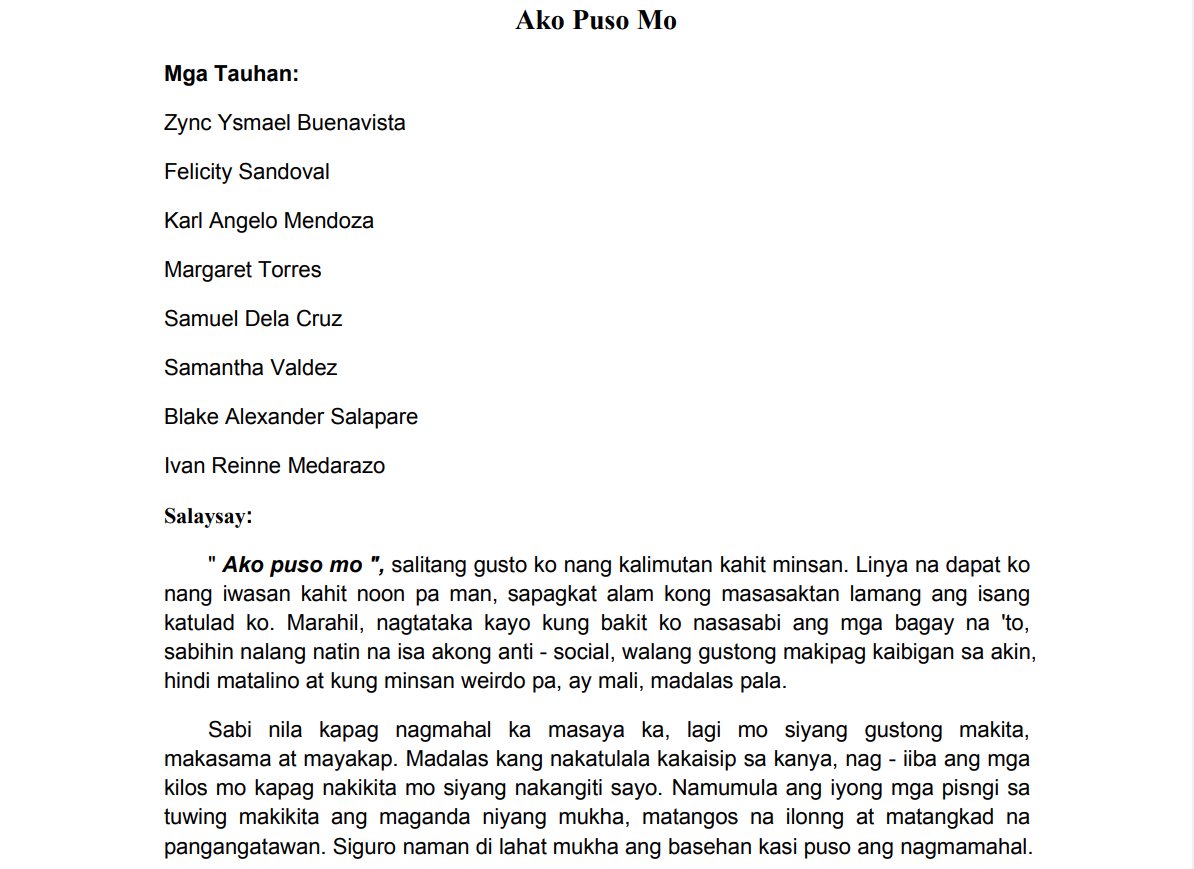 Ako Puso Mo
Mga Tauhan:
Zync Ysmael Buenavista
Felicity Sandoval
Karl Angelo Mendoza
Margaret Torres
Samuel Dela Cruz
Samantha Valdez
Blake Alexander Salapare
Ivan Reinne Medarazo
Salaysay:
" Ako puso mo ", salitang gusto ko nang kalimutan kahit minsan. Linya na dapat ko
nang iwasan kahit noon pa man, sapagkat alam kong masasaktan lamang ang isang
katulad ko. Marahil, nagtataka kayo kung bakit ko nasasabi ang mga bagay na 'to,
sabihin nalang natin na isa akong anti - social, walang gustong makipag kaibigan sa akin,
hindi matalino at kung minsan weirdo pa, ay mali, madalas pala.
Sabi nila kapag nagmahal ka masaya ka, lagi mo siyang gustong makita,
makasama at mayakap. Madalas kang nakatulala kakaisip sa kanya, nag - iiba ang mga
kilos mo kapag nakikita mo siyang nakangiti sayo. Namumula ang iyong mga pisngi sa
tuwing makikita ang maganda niyang mukha, matangos na ilonng at matangkad na
pangangatawan. Siguro naman di lahat mukha ang basehan kasi puso ang nagmamahal.